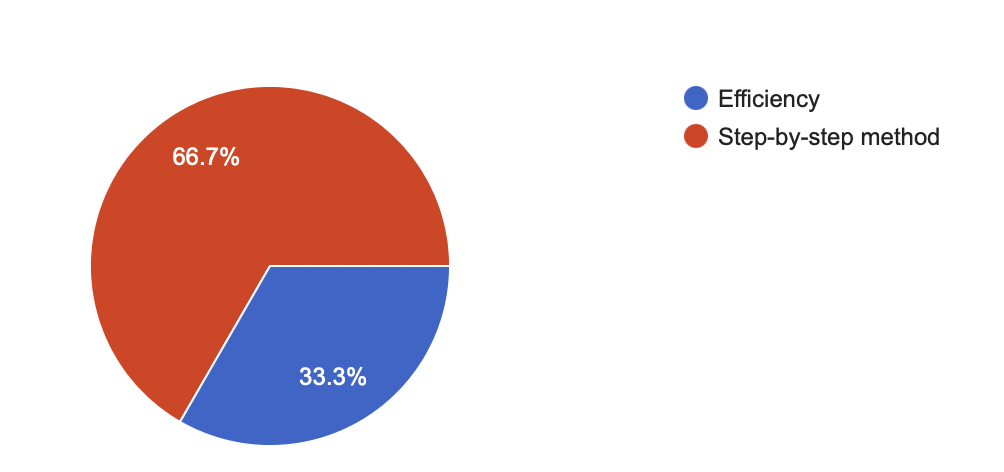 Efficiency
Step-by-step method
66.7%
33.3%